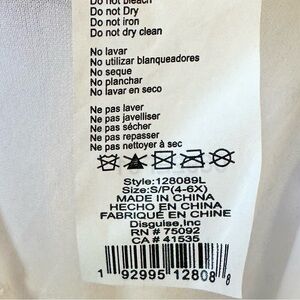 Do not Bleach
Do not Dry
Do not iron
Do not dry clean
No lavar
No utilizar blanqueadores
No seque
No planchar
No lavar en seco
Ne pas laver
Ne pas javelliser
Ne pas sécher
Ne pas repasser
Ne pas nettoyer à sec
Style:128089L
Size:S/P(4-6X)
MADE IN CHINA
HECHO EN CHINA
FABRIQUÉ EN CHINE
Disguise,Inc
RN # 75092
CA # 41535
1 92995 12808 8